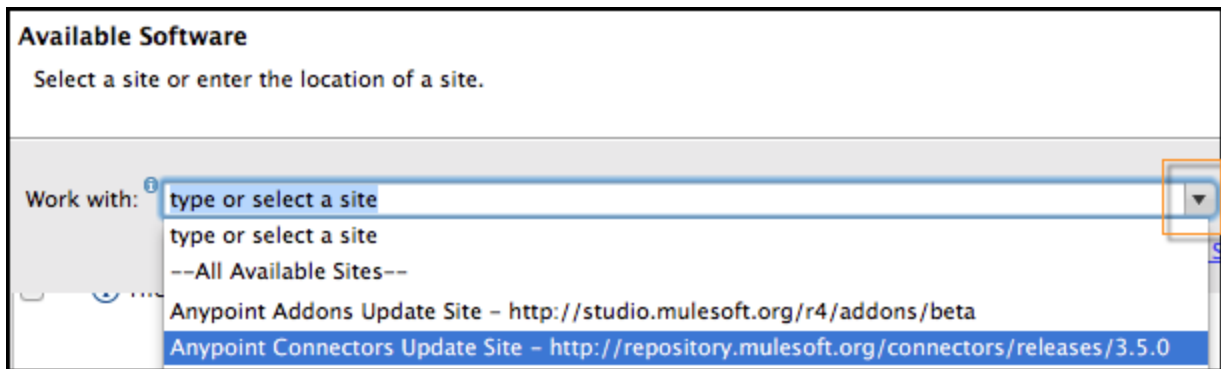 Available Software
Select a site or enter the location of a site.
Work with: type or select a site
type or select a site
--All Available Sites--
Anypoint Addons Update Site – http://studio.mulesoft.org/r4/addons/beta
Anypoint Connectors Update Site – http://repository.mulesoft.org/connectors/releases/3.5.0